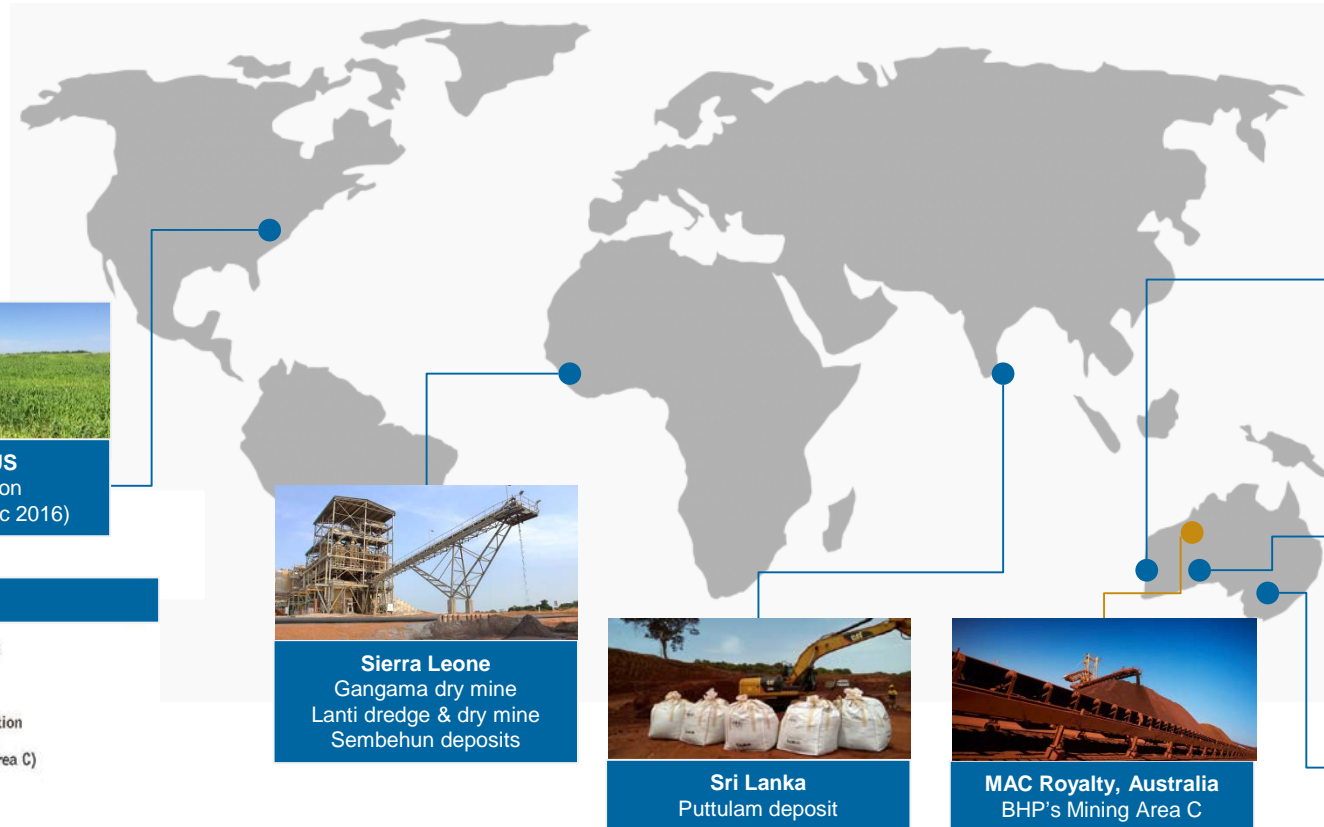 US
on
c 2016)
tion
rea C)
Sierra Leone
Gangama dry mine
Lanti dredge & dry mine
Sembehun deposits
CAT
Sri Lanka
Puttulam deposit
MAC Royalty, Australia
BHP's Mining Area C